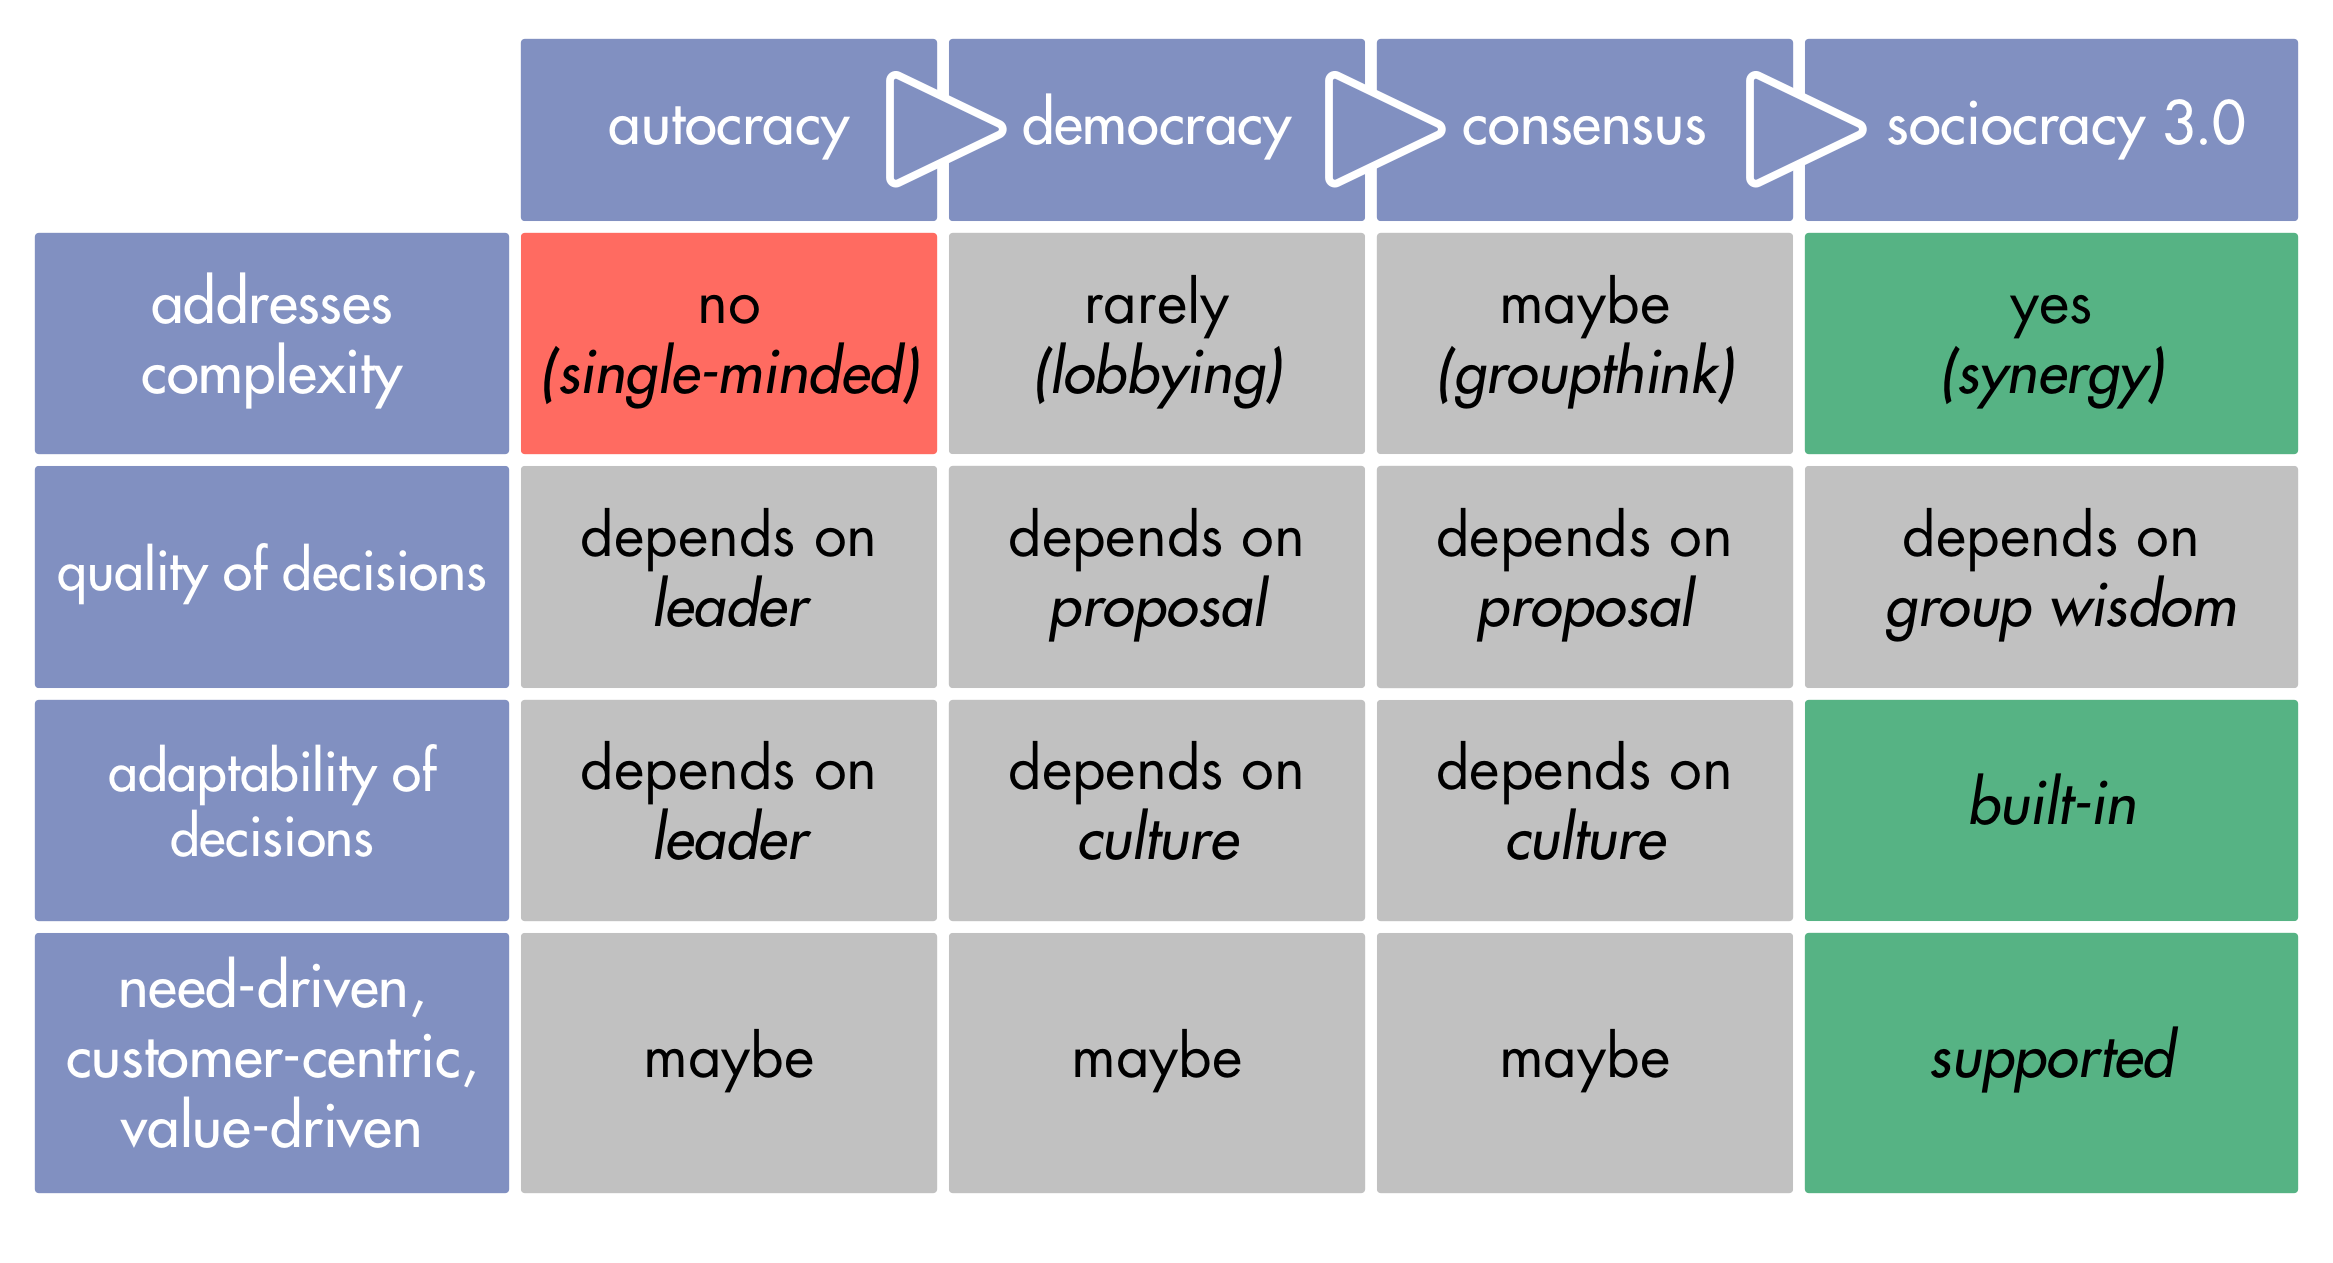 autocracy
democracy
consensus
sociocracy 3.0
addresses
complexity
no
(single-minded)
rarely
(lobbying)
maybe
(groupthink)
yes
(synergy)
quality of decisions
depends on
leader
depends on
proposal
depends on
proposal
depends on
group wisdom
adaptability of
decisions
depends on
leader
depends on
culture
depends on
culture
built-in
need-driven,
customer-centric,
value-driven
maybe
maybe
maybe
supported